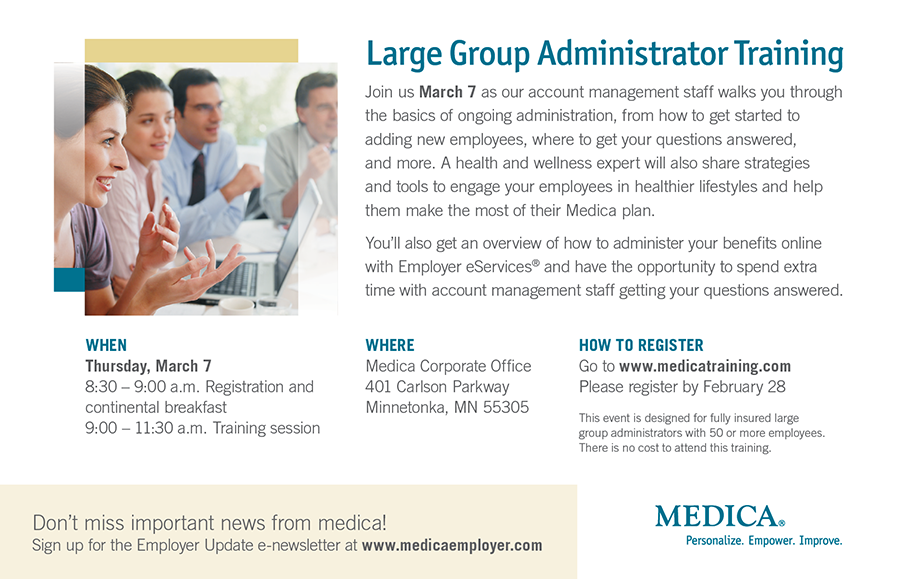 Large Group Administrator Training
Join us March 7 as our account management staff walks you through
the basics of ongoing administration, from how to get started to
adding new employees, where to get your questions answered,
and more. A health and wellness expert will also share strategies
and tools to engage your employees in healthier lifestyles and help
them make the most of their Medica plan.
You’ll also get an overview of how to administer your benefits online
with Employer eServices® and have the opportunity to spend extra
time with account management staff getting your questions answered.
WHEN
Thursday, March 7
8:30 – 9:00 a.m. Registration and
continental breakfast
9:00 – 11:30 a.m. Training session
WHERE
Medica Corporate Office
401 Carlson Parkway
Minnetonka, MN 55305
HOW TO REGISTER
Go to www.medicatraining.com
Please register by February 28
This event is designed for fully insured large
group administrators with 50 or more employees.
There is no cost to attend this training.
Don’t miss important news from medica!
Sign up for the Employer Update e-newsletter at www.medicaemployer.com
MEDICA®
Personalize. Empower. Improve.